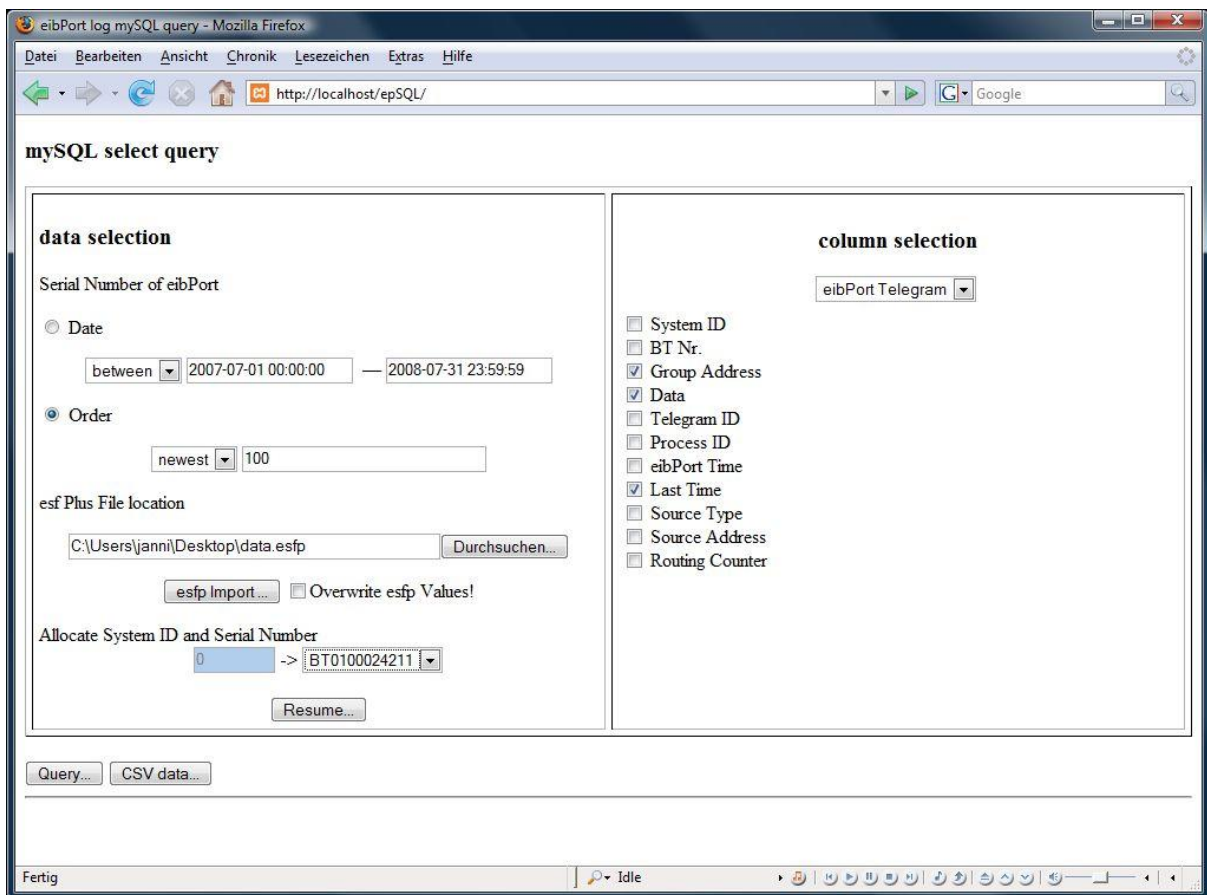 eibPort log mySQL query - Mozilla Firefox
Datei Bearbeiten Ansicht Chronik Lesezeichen Extras Hilfe
http://localhost/epSQL/ G Google
mySQL select query
data selection
Serial Number of eibPort
Date
between 2007-07-01 00:00:00 — 2008-07-31 23:59:59
Order
newest 100
esf Plus File location
C:\Users\janni\Desktop\data.esfp Durchsuchen...
esfp Import ... Overwrite esfp Values!
Allocate System ID and Serial Number
0 -> BT0100024211
Resume...
column selection
eibPort Telegram
System ID
BT Nr.
Group Address
Data
Telegram ID
Process ID
eibPort Time
Last Time
Source Type
Source Address
Routing Counter
Query... CSV data...
Fertig Idle